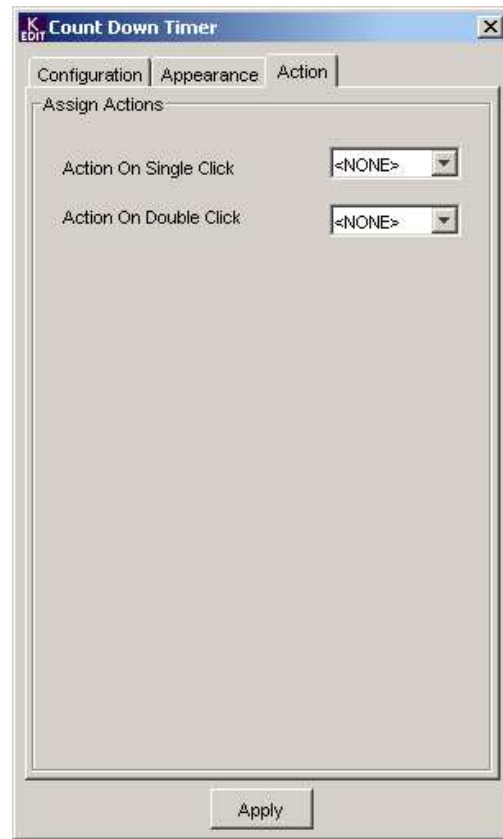 K
EDIT
Count Down Timer
Configuration Appearance Action
Assign Actions
Action On Single Click <NONE>
Action On Double Click <NONE>
Apply